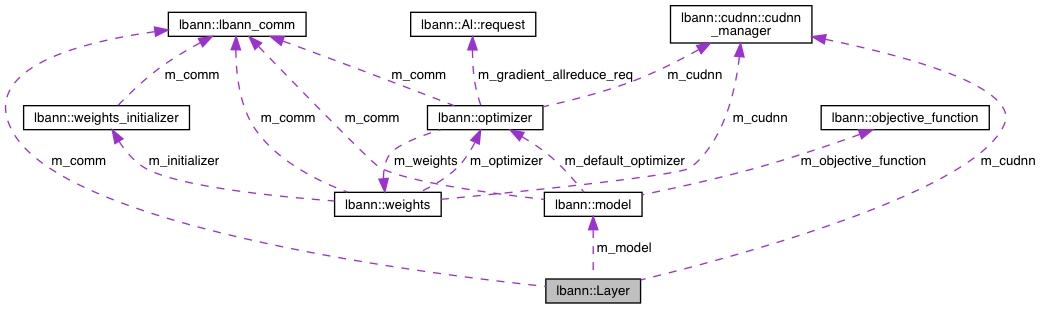 lbann::lbann_comm
lbann::Al::request
lbann::cudnn::cudnn
_manager
m_comm
m_comm
m_gradient_allreduce_req
m_cudnn
lbann::weights_initializer
m_comm
m_comm
lbann::optimizer
m_cudnn
lbann::objective_function
m_comm
m_initializer
m_weights
m_optimizer
m_default_optimizer
m_objective_function
m_cudnn
lbann::weights
lbann::model
m_model
lbann::Layer